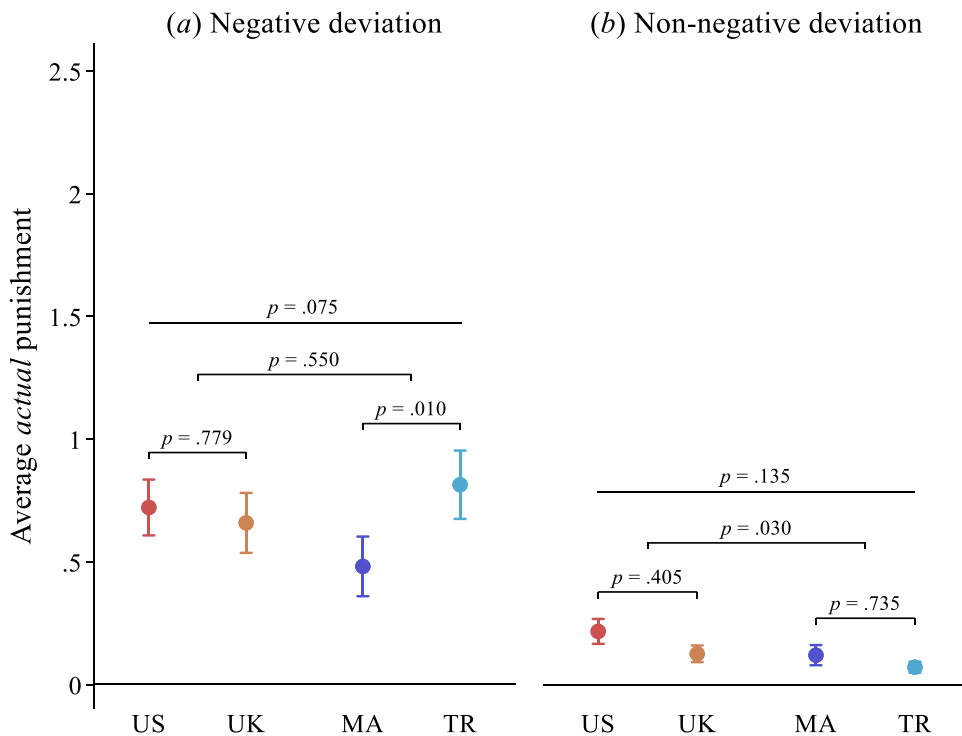 (a) Negative deviation
(b) Non-negative deviation
Average actual punishment
2.5
2
1.5
1
.5
0
p = .075
p = .550
p = .010
p = .779
p = .135
p = .030
p = .405
p = .735
US UK MA TR
US UK MA TR